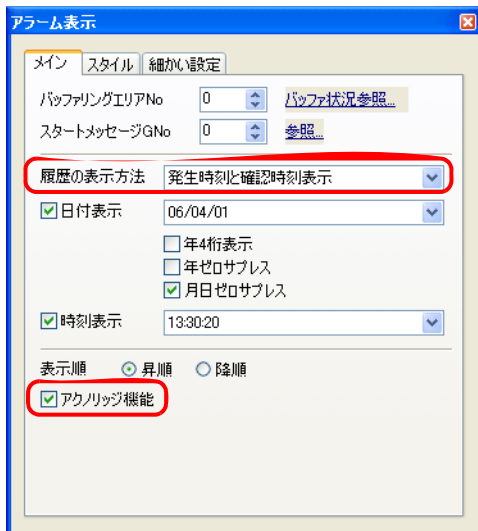 アラーム表示
メイン スタイル 細かい設定
バッファリングエリアNo 0 バッファ状況参照...
スタートメッセージGNo 0 参照...
履歴の表示方法 発生時刻と確認時刻表示
日付表示 06/04/01
年4桁表示
年ゼロサプレス
月日ゼロサプレス
時刻表示 13:30:20
表示順 昇順 降順
アクノリッジ機能